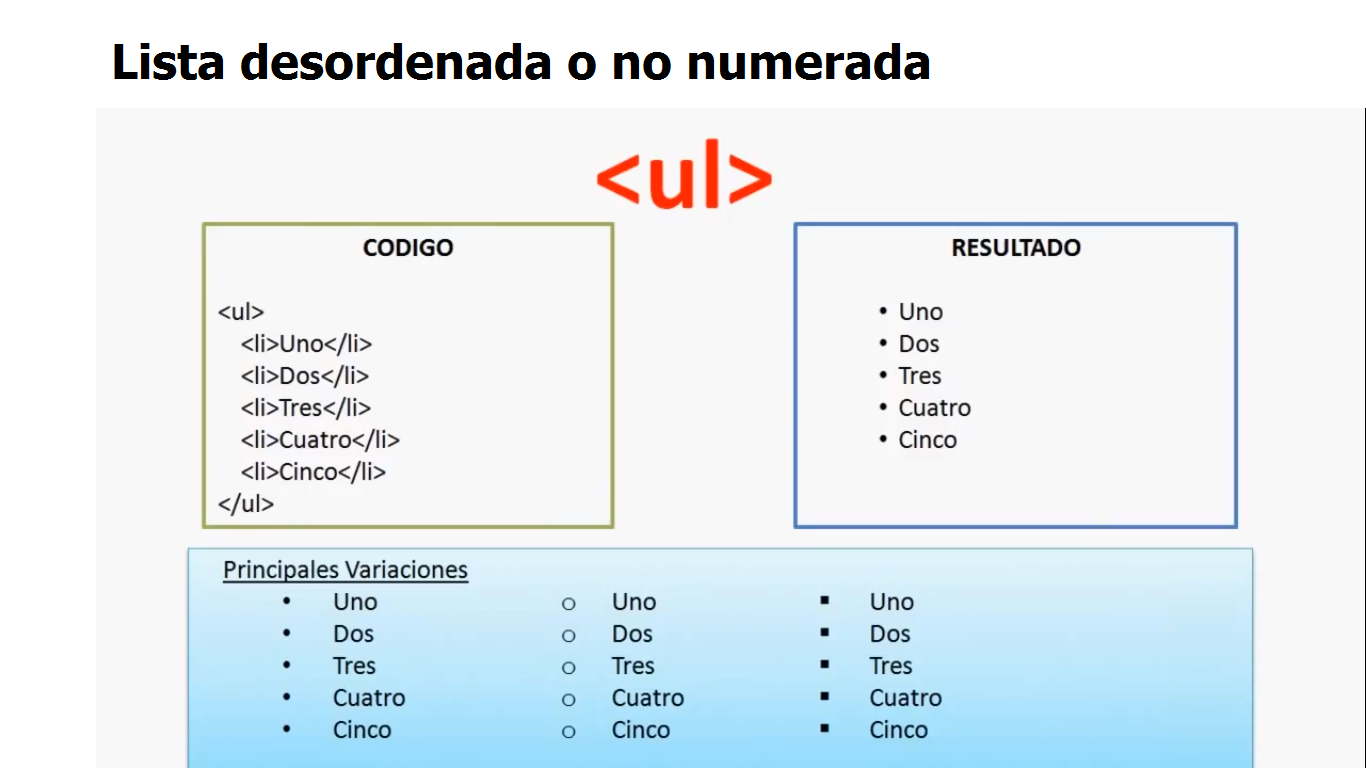 Lista desordenada o no numerada
<ul>
CODIGO
<ul>
<li>Uno</li>
<li>Dos</li>
<li>Tres</li>
<li>Cuatro</li>
<li>Cinco</li>
</ul>
RESULTADO
• Uno
• Dos
• Tres
• Cuatro
• Cinco
Principales Variaciones
• Uno
• Dos
• Tres
• Cuatro
• Cinco
o Uno
o Dos
o Tres
o Cuatro
o Cinco
▪ Uno
▪ Dos
▪ Tres
▪ Cuatro
▪ Cinco